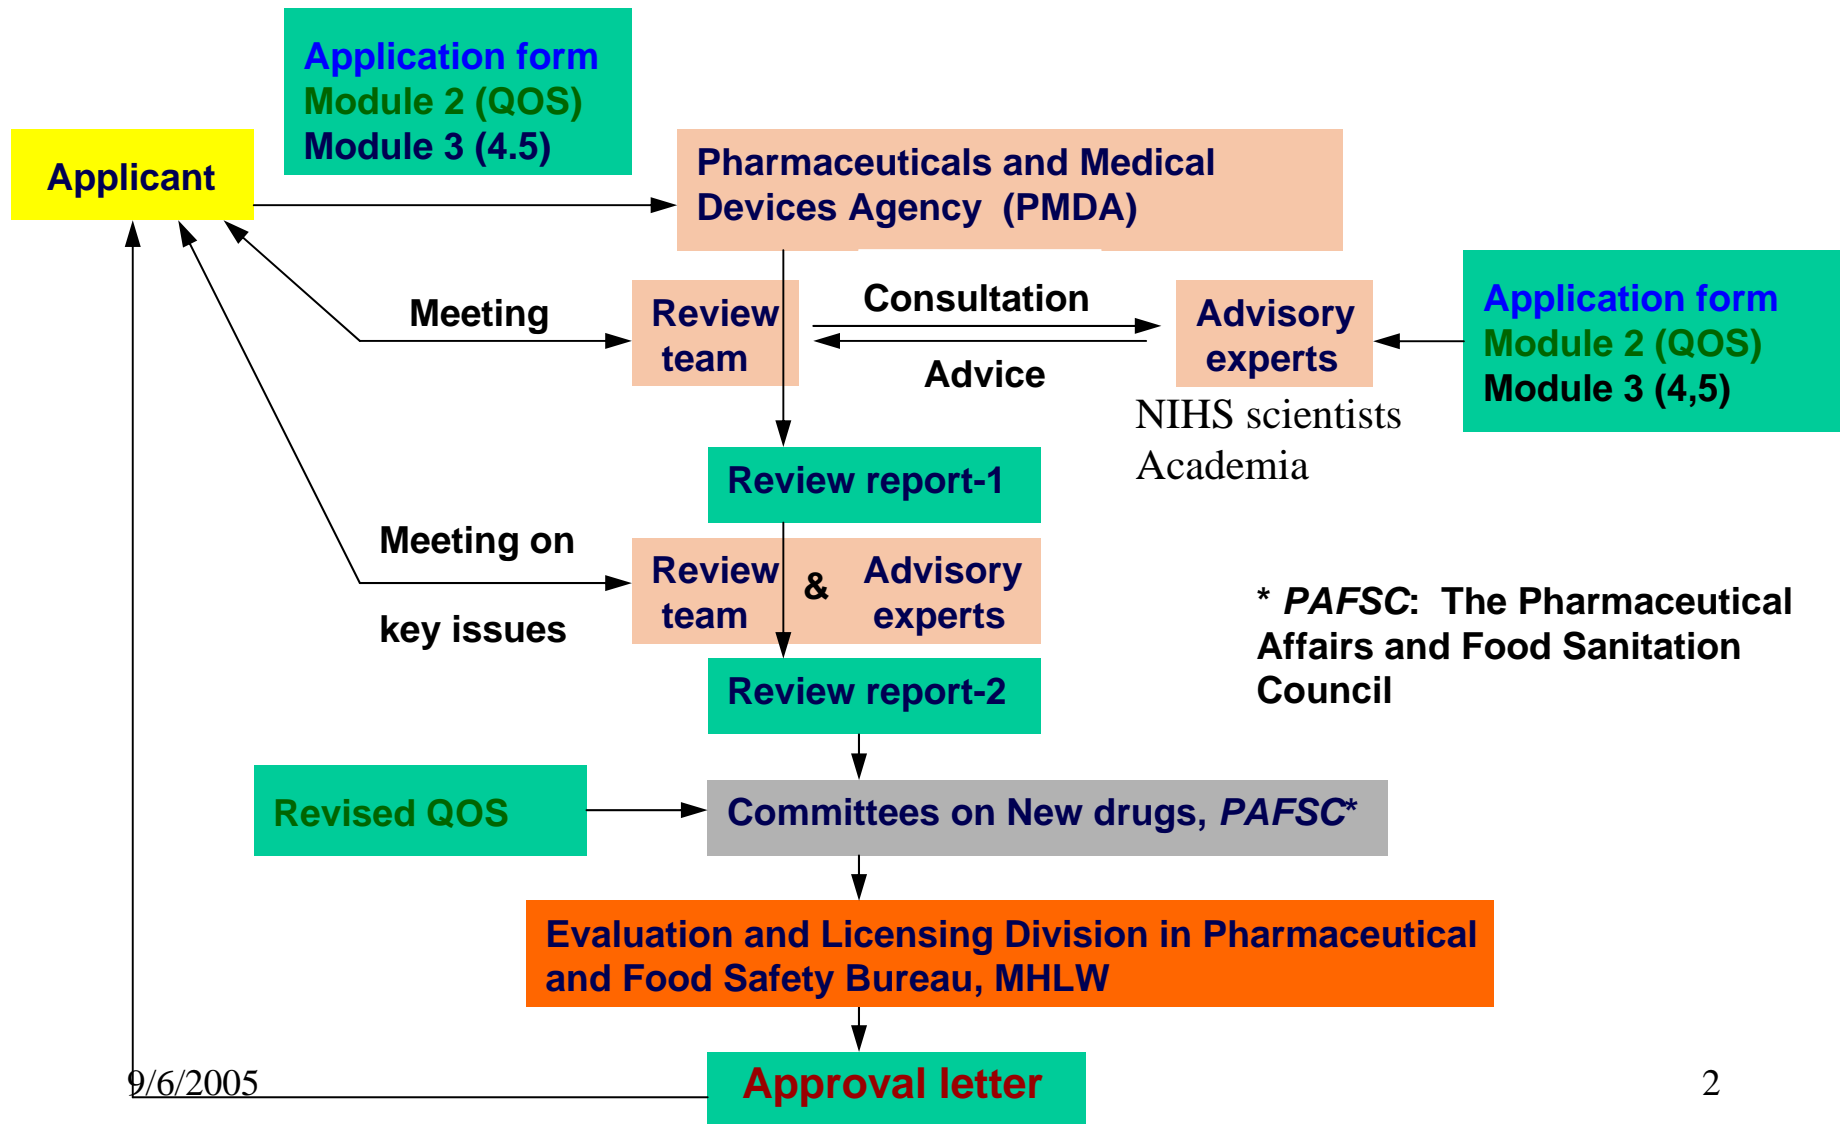 Application form
Module 2 (QOS)
Module 3 (4.5)
Applicant
Pharmaceuticals and Medical
Devices Agency (PMDA)
Meeting
Review
team
Consultation
Advice
Advisory
experts
NIHS scientists
Academia
Application form
Module 2 (QOS)
Module 3 (4,5)
Review report-1
Meeting on
key issues
Review
team
&
Advisory
experts
* PAFSC: The Pharmaceutical
Affairs and Food Sanitation
Council
Review report-2
Revised QOS
Committees on New drugs, PAFSC*
Evaluation and Licensing Division in Pharmaceutical
and Food Safety Bureau, MHLW
Approval letter
9/6/2005
2